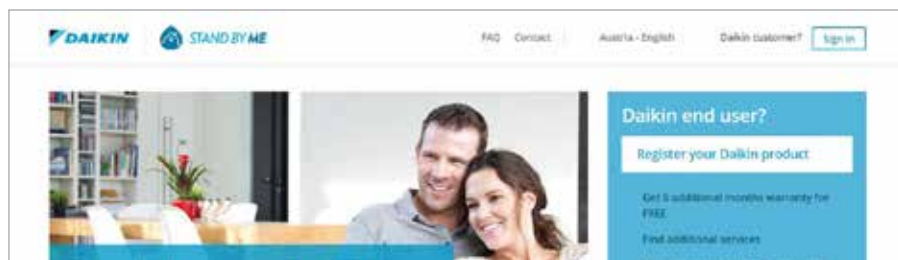 DAIKIN STAND BY ME FAQ Contact Austria - English Daikin customer? Sign in
Daikin end user?
Register your Daikin product
Get 6 additional months warranty for
FREE
Find additional services